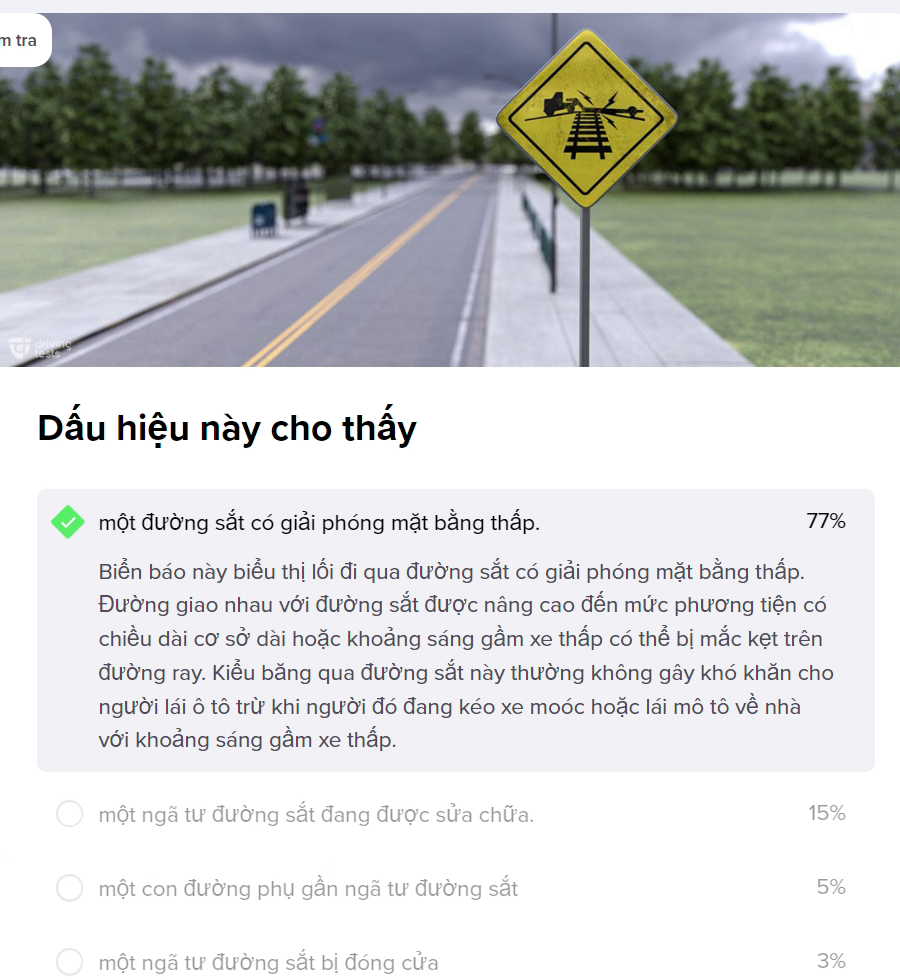 m tra
driving
tests
Dấu hiệu này cho thấy
một đường sắt có giải phóng mặt bằng thấp.
77%
Biển báo này biểu thị lối đi qua đường sắt có giải phóng mặt bằng thấp.
Đường giao nhau với đường sắt được nâng cao đến mức phương tiện có
chiều dài cơ sở dài hoặc khoảng sáng gầm xe thấp có thể bị mắc kẹt trên
đường ray. Kiểu băng qua đường sắt này thường không gây khó khăn cho
người lái ô tô trừ khi người đó đang kéo xe moóc hoặc lái mô tô về nhà
với khoảng sáng gầm xe thấp.
một ngã tư đường sắt đang được sửa chữa.
15%
một con đường phụ gần ngã tư đường sắt
5%
một ngã tư đường sắt bị đóng cửa
3%